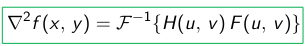 ∇²f(x, y) = ℱ⁻¹{H(u, v) F(u, v)}